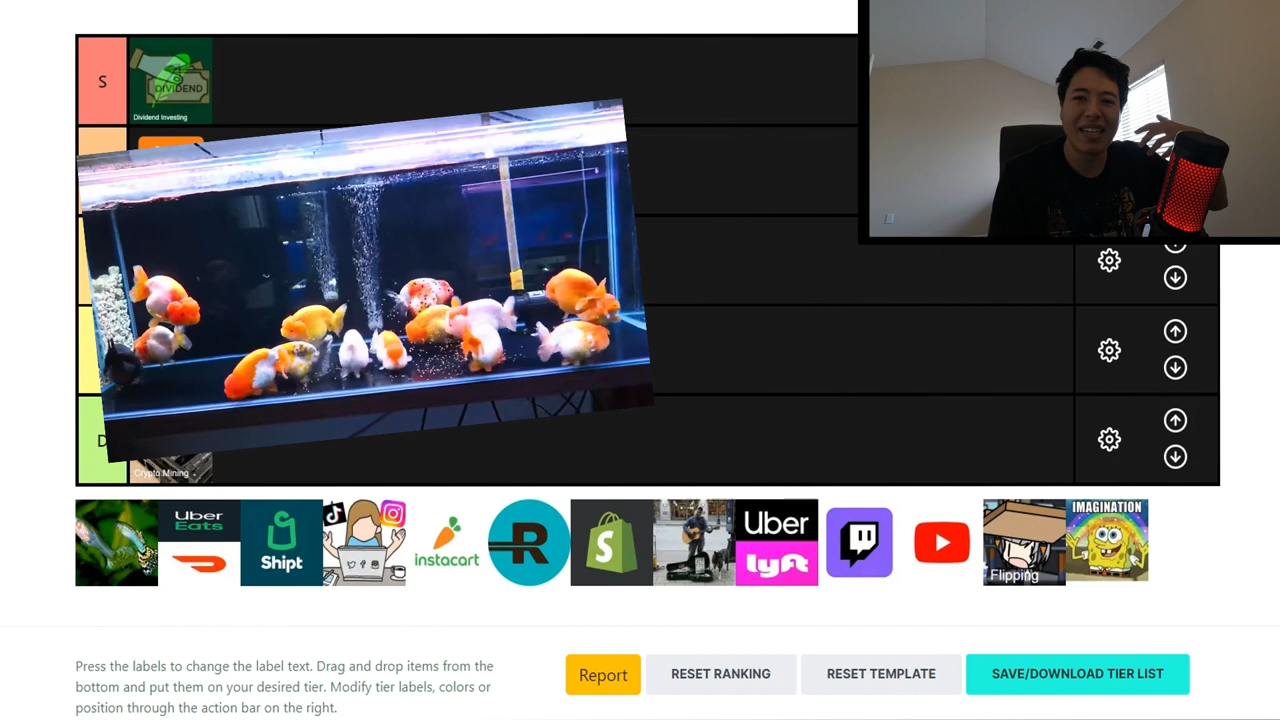 S
DIVIDEND
Dividend Investing
D
Crypto Mining
Uber
Eats
Shipt
instacart
R
S
Uber
lyft
Flipping
IMAGINATION
Press the labels to change the label text. Drag and drop items from the
bottom and put them on your desired tier. Modify tier labels, colors or
position through the action bar on the right.
Report
RESET RANKING
RESET TEMPLATE
SAVE/DOWNLOAD TIER LIST